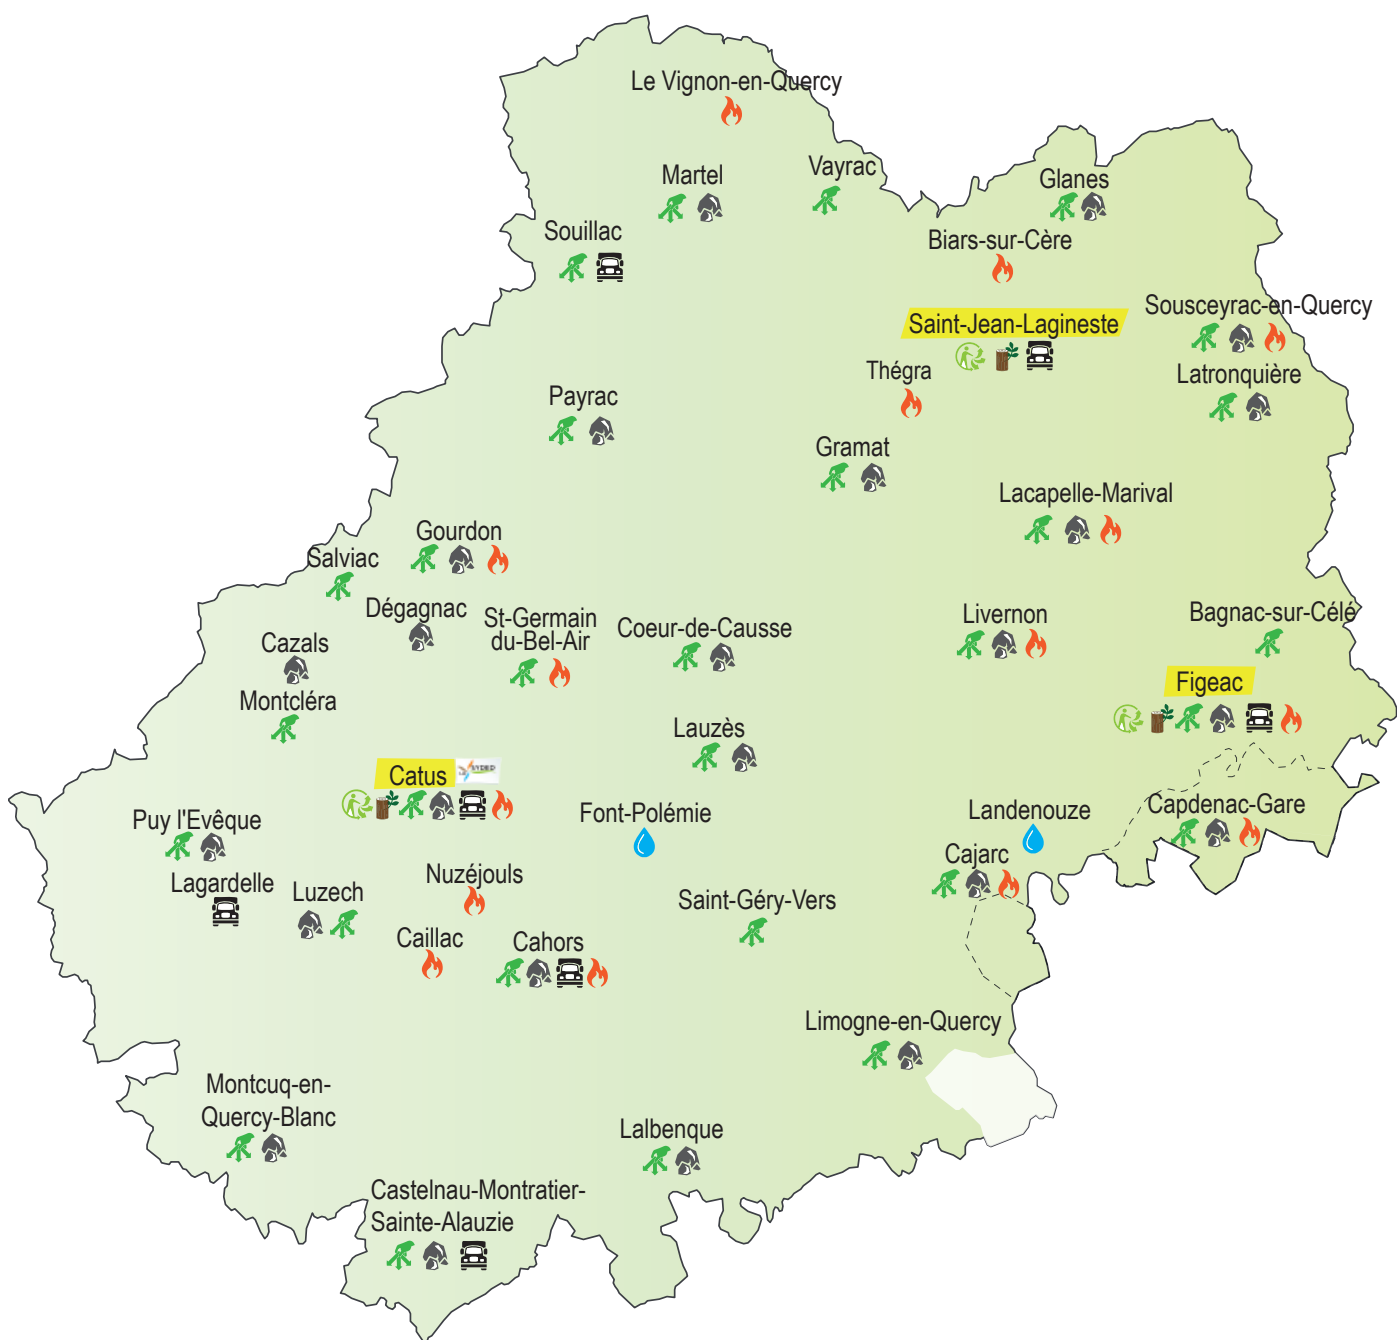 Le Vignon-en-Quercy
Martel
Vayrac
Glanes
Souillac
Biars-sur-Cère
Sousceyrac-en-Quercy
Saint-Jean-Lagineste
Thégra
Latronquière
Payrac
Gramat
Lacapelle-Marival
Gourdon
Salviac
Dégagnac
St-Germain
du-Bel-Air
Coeur-de-Causse
Livernon
Bagnac-sur-Célé
Cazals
Montcléra
Figeac
Lauzès
Catus
SYDED
Puy l'Evêque
Font-Polémie
Landenouze
Capdenac-Gare
Cajarc
Lagardelle
Luzech
Nuzéjouls
Saint-Géry-Vers
Caillac
Cahors
Limogne-en-Quercy
Montcuq-en-
Quercy-Blanc
Lalbenque
Castelnau-Montratier-
Sainte-Alauzie